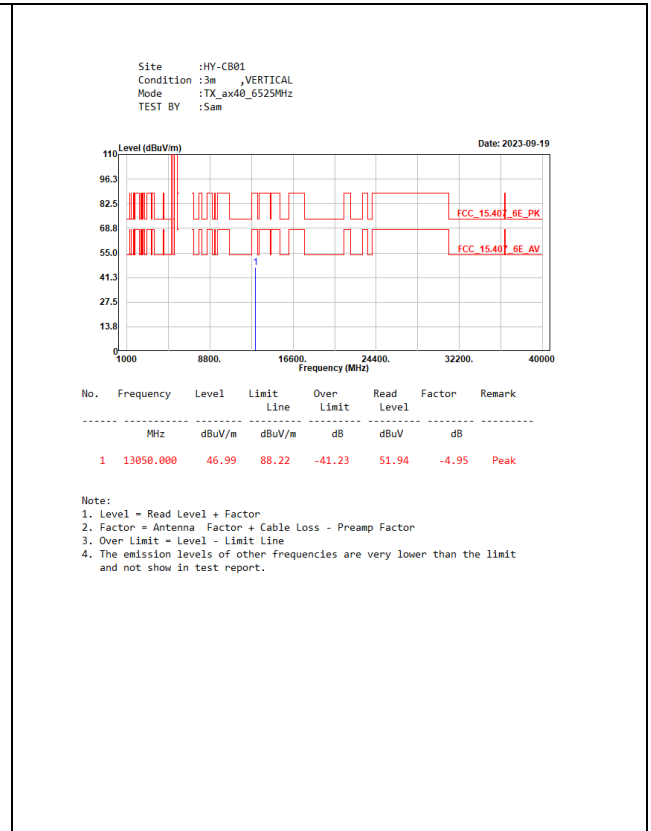 Site :HY-CB01
Condition :3m ,VERTICAL
Mode :TX_ax40_6525MHz
TEST BY :Sam
Level (dBuV/m) Date: 2023-09-19
110
96.3
82.5
FCC_15.407_6E_PK
68.8
55.0
FCC_15.407_6E_AV
1
41.3
27.5
13.8
0
1000 8800. 16600. 24400. 32200. 40000
Frequency (MHz)
No. Frequency Level Limit Over Read Factor Remark
Line Limit Level
------ ----------- -------- -------- --------- --------- -------- ---------
MHz dBuV/m dBuV/m dB dBuV dB
1 13050.000 46.99 88.22 -41.23 51.94 -4.95 Peak
Note:
1. Level = Read Level + Factor
2. Factor = Antenna Factor + Cable Loss - Preamp Factor
3. Over Limit = Level - Limit Line
4. The emission levels of other frequencies are very lower than the limit
and not show in test report.